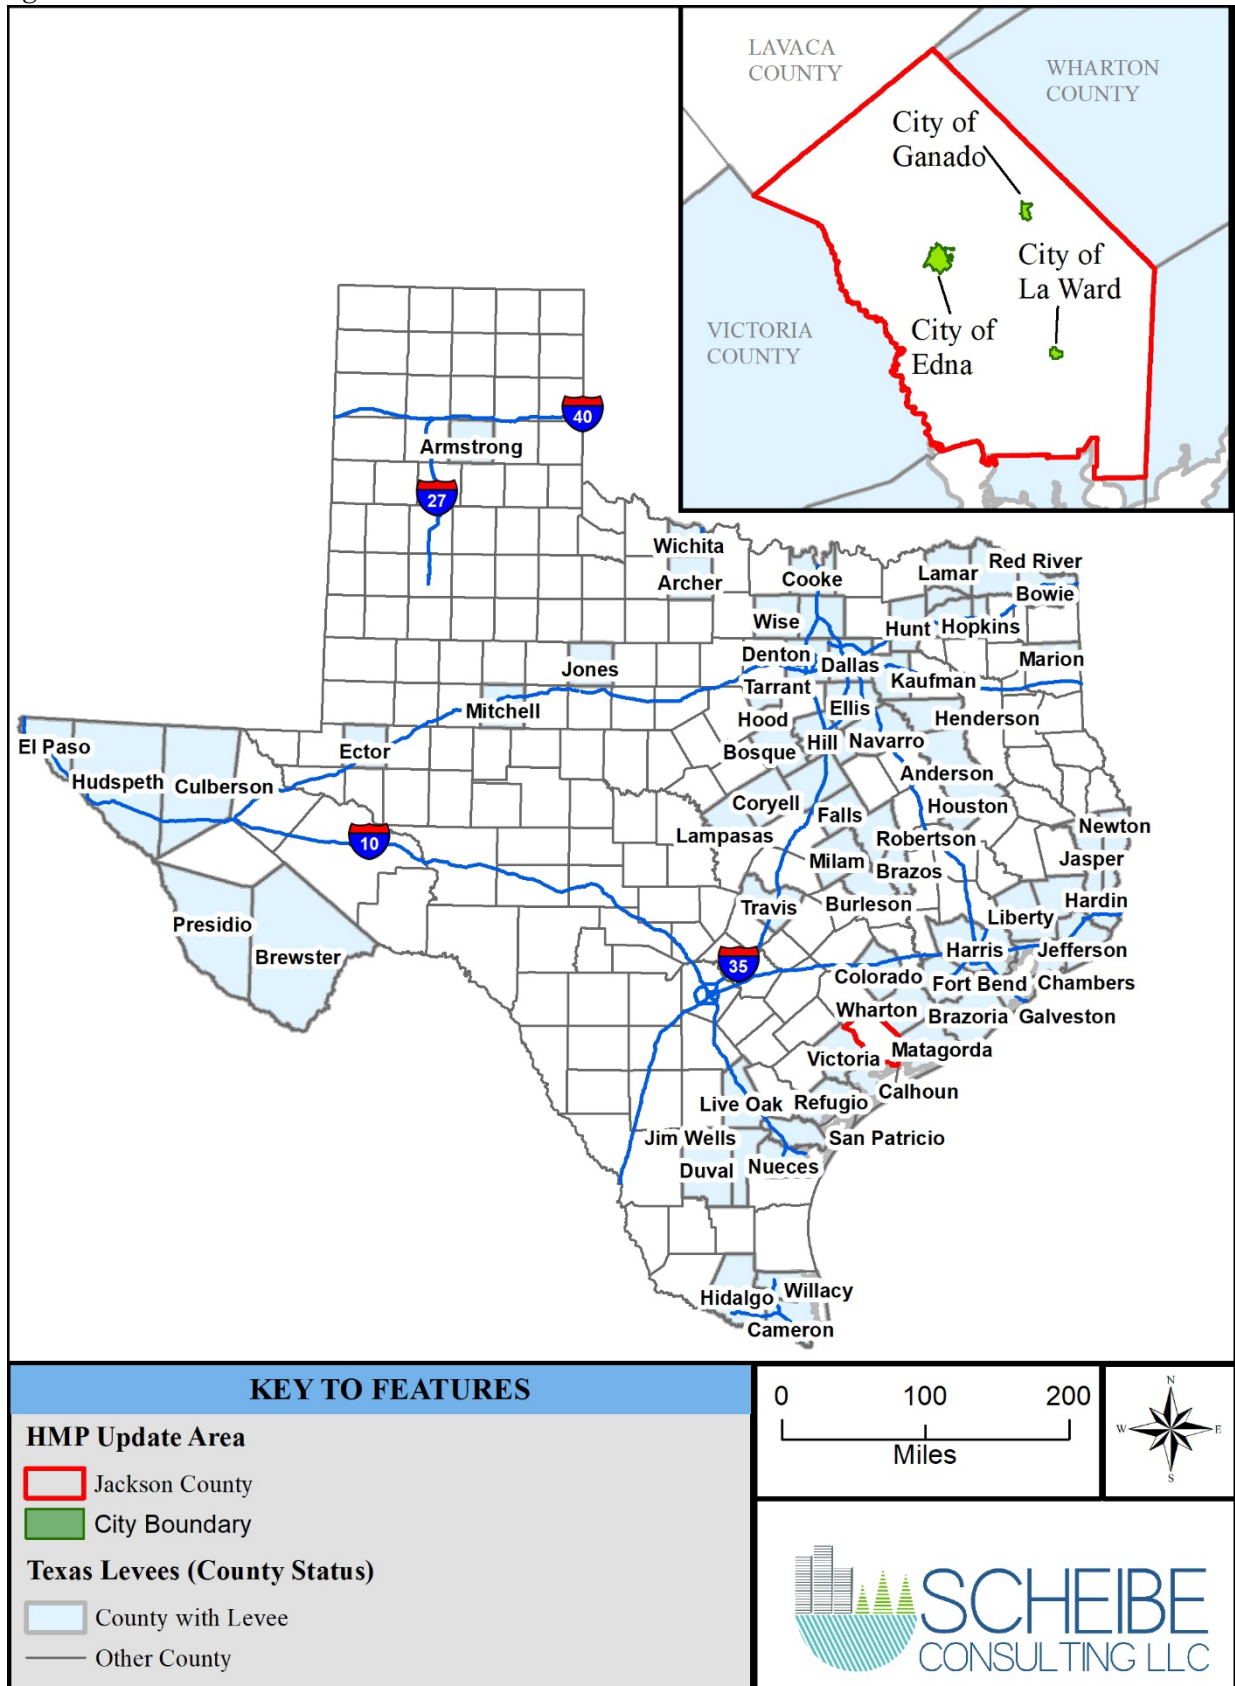 LAVACA
COUNTY
WHARTON
COUNTY
City of
Ganado
City of
La Ward
VICTORIA
COUNTY
City of
Edna
40
Armstrong
27
Wichita
Archer
Cooke
Lamar
Red River
Bowie
Wise
Hunt
Hopkins
Denton
Dallas
Marion
Jones
Kaufman
Tarrant
Mitchell
Ellis
Hood
Henderson
El Paso
Ector
Bosque
Hill
Navarro
Hudspeth
Culberson
Anderson
Coryell
Falls
Houston
10
Lampasas
Robertson
Newton
Milam
Brazos
Jasper
Presidio
Travis
Burleson
Liberty
Hardin
Brewster
35
Harris
Jefferson
Colorado
Fort Bend
Chambers
Wharton
Brazoria
Galveston
Victoria
Matagorda
Calhoun
Live Oak
Refugio
Jim Wells
San Patricio
Duval
Nueces
Hidalgo
Willacy
Cameron
KEY TO FEATURES
HMP Update Area
Jackson County
City Boundary
Texas Levees (County Status)
County with Levee
Other County
0 100 200
Miles
N
W E
S
SCHEIBE
CONSULTING LLC